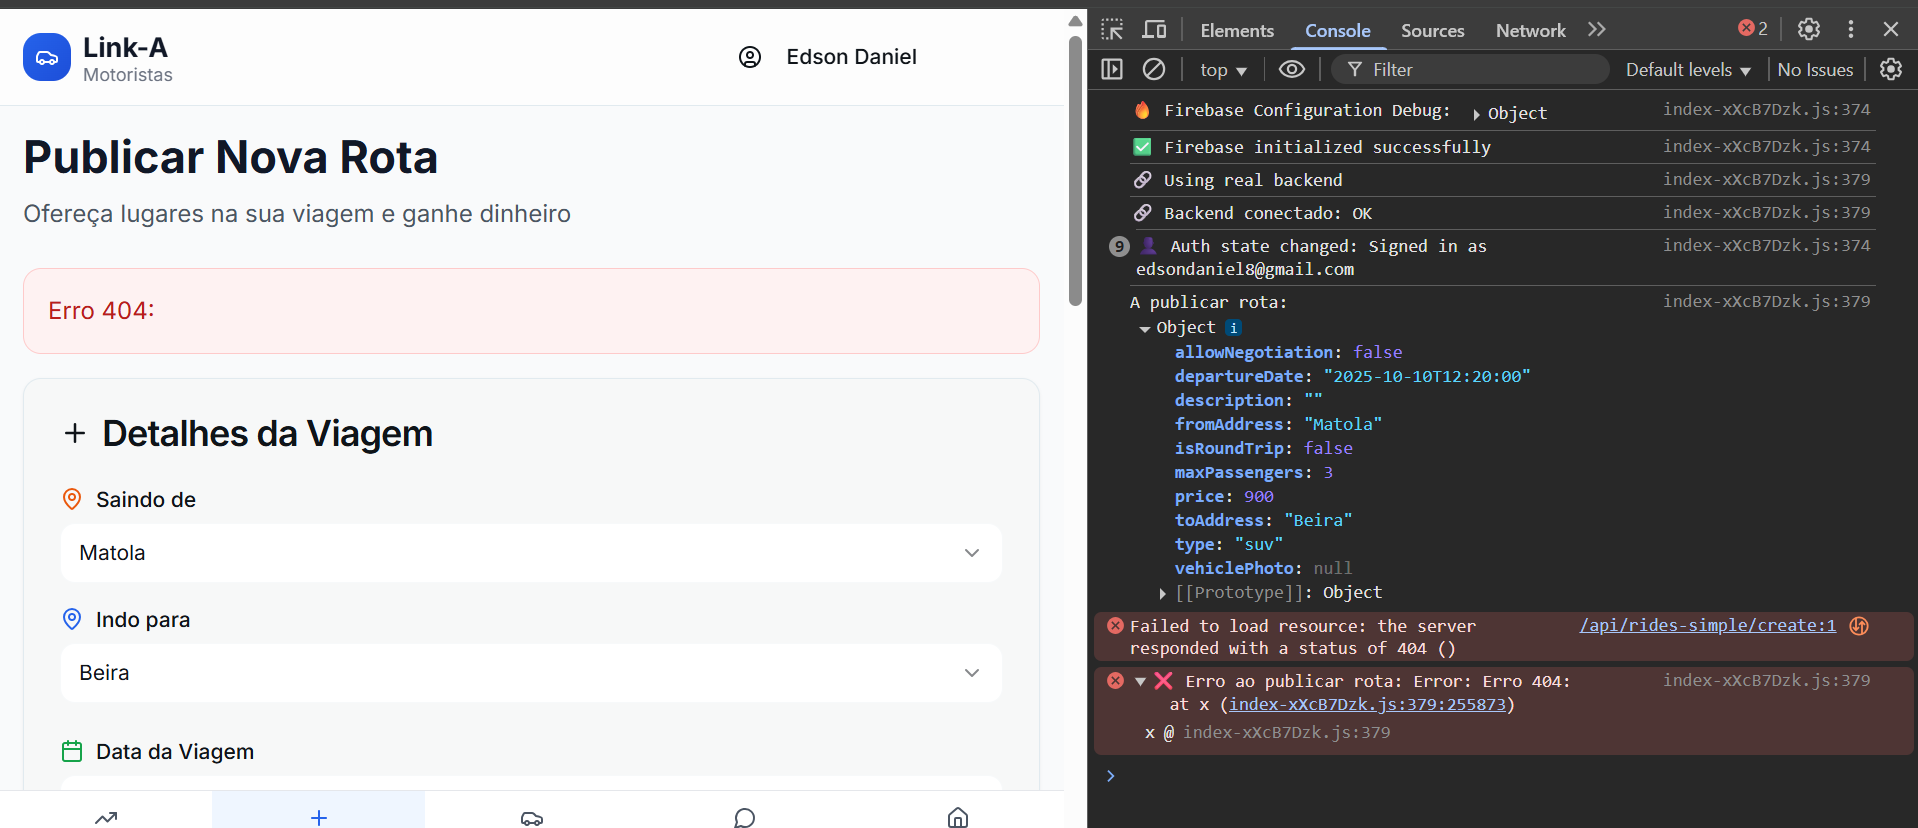 Link-A
Motoristas
Edson Daniel
Publicar Nova Rota
Ofereça lugares na sua viagem e ganhe dinheiro
Erro 404:
Detalhes da Viagem
Saindo de
Matola
Indo para
Beira
Data da Viagem
Elements Console Sources Network 2
top Filter Default levels No Issues
Firebase Configuration Debug: Object index-xXcB7Dzk.js:374
Firebase initialized successfully index-xXcB7Dzk.js:374
Using real backend index-xXcB7Dzk.js:379
Backend conectado: OK index-xXcB7Dzk.js:379
9 Auth state changed: Signed in as index-xXcB7Dzk.js:374
edsondaniel8@gmail.com
A publicar rota: index-xXcB7Dzk.js:379
Object i
allowNegotiation: false
departureDate: "2025-10-10T12:20:00"
description: ""
fromAddress: "Matola"
isRoundTrip: false
maxPassengers: 3
price: 900
toAddress: "Beira"
type: "suv"
vehiclePhoto: null
[[Prototype]]: Object
Failed to load resource: the server /api/rides-simple/create:1
responded with a status of 404 ()
Erro ao publicar rota: Error: Erro 404: index-xXcB7Dzk.js:379
at x (index-xXcB7Dzk.js:379:255873)
x @ index-xXcB7Dzk.js:379